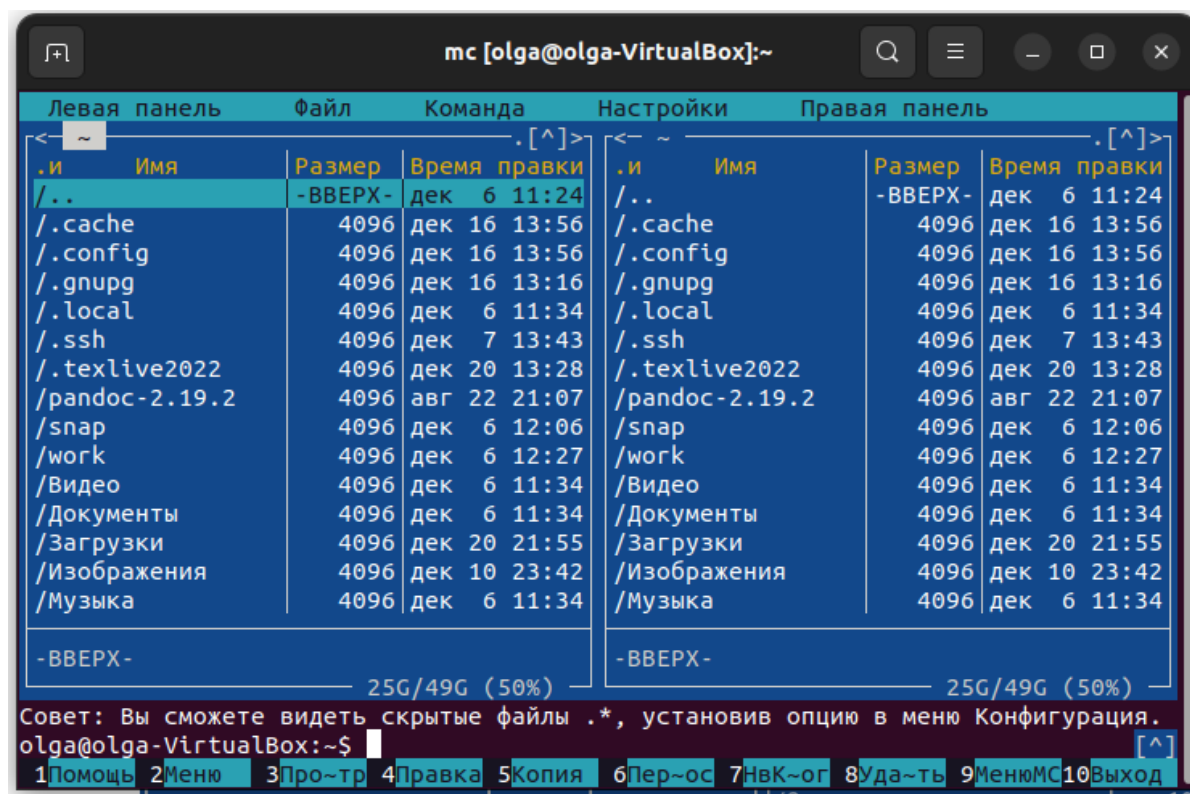 mc [olga@olga-VirtualBox]:~
Левая панель Файл Команда Настройки Правая панель
<─ ~ ─.[^]>┐ <─ ~ ─.[^]>┐
.и Имя Размер Время правки .и Имя Размер Время правки
/.. -ВВЕРХ- дек 6 11:24 /.. -ВВЕРХ- дек 6 11:24
/.cache 4096 дек 16 13:56 /.cache 4096 дек 16 13:56
/.config 4096 дек 16 13:56 /.config 4096 дек 16 13:56
/.gnupg 4096 дек 16 13:16 /.gnupg 4096 дек 16 13:16
/.local 4096 дек 6 11:34 /.local 4096 дек 6 11:34
/.ssh 4096 дек 7 13:43 /.ssh 4096 дек 7 13:43
/.texlive2022 4096 дек 20 13:28 /.texlive2022 4096 дек 20 13:28
/pandoc-2.19.2 4096 авг 22 21:07 /pandoc-2.19.2 4096 авг 22 21:07
/snap 4096 дек 6 12:06 /snap 4096 дек 6 12:06
/work 4096 дек 6 12:27 /work 4096 дек 6 12:27
/Видео 4096 дек 6 11:34 /Видео 4096 дек 6 11:34
/Документы 4096 дек 6 11:34 /Документы 4096 дек 6 11:34
/Загрузки 4096 дек 20 21:55 /Загрузки 4096 дек 20 21:55
/Изображения 4096 дек 10 23:42 /Изображения 4096 дек 10 23:42
/Музыка 4096 дек 6 11:34 /Музыка 4096 дек 6 11:34
-ВВЕРХ- -ВВЕРХ-
25G/49G (50%) 25G/49G (50%)
Совет: Вы сможете видеть скрытые файлы .*, установив опцию в меню Конфигурация.
olga@olga-VirtualBox:~$ [^]
1Помощь 2Меню 3Про~тр 4Правка 5Копия 6Пер~ос 7НвК~ог 8Уда~ть 9МенюMC 10Выход